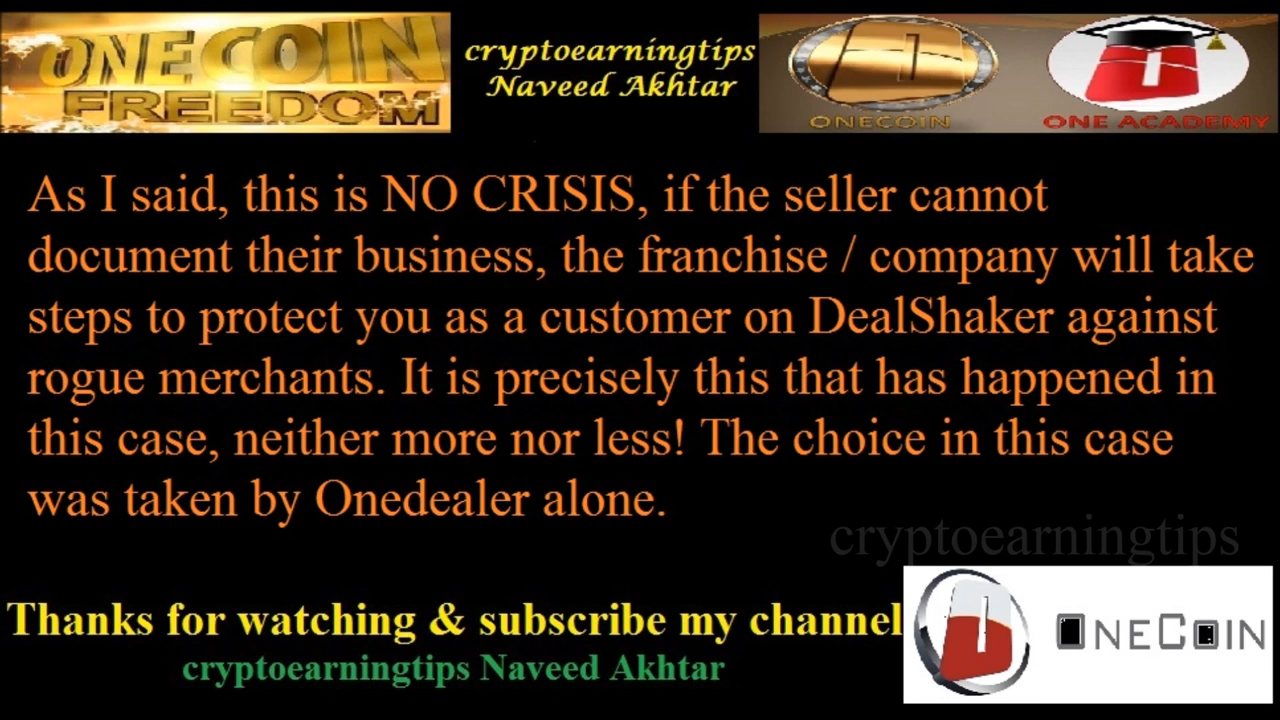 ONE COIN
FREEDOM
cryptoearningtips
Naveed Akhtar
ONECOIN
ONE ACADEMY
As I said, this is NO CRISIS, if the seller cannot
document their business, the franchise / company will take
steps to protect you as a customer on DealShaker against
rogue merchants. It is precisely this that has happened in
this case, neither more nor less! The choice in this case
was taken by Onedealer alone.
cryptoearningtips
Thanks for watching & subscribe my channel
cryptoearningtips Naveed Akhtar
ONECOIN